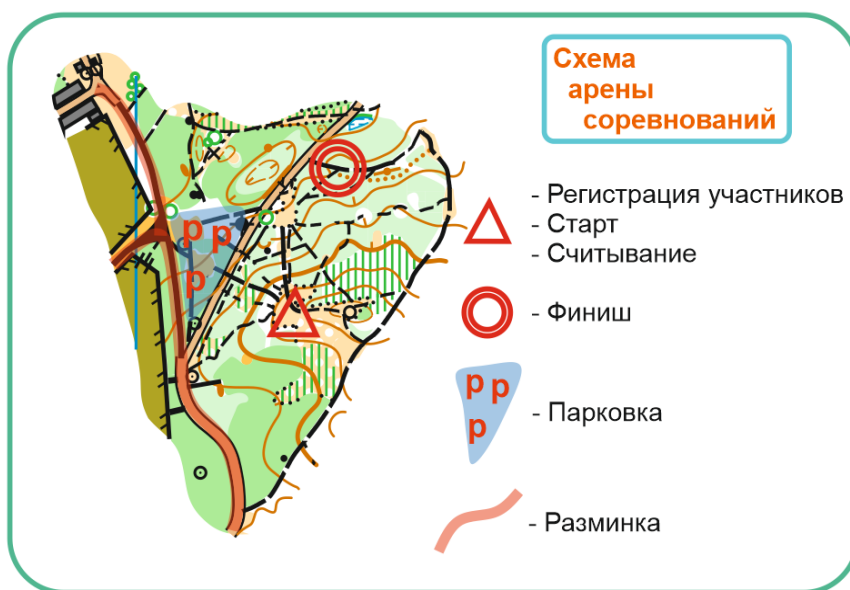 Схема
арены
соревнований
- Регистрация участников
- Старт
- Считывание
- Финиш
p p
p
p p
p
- Парковка
- Разминка